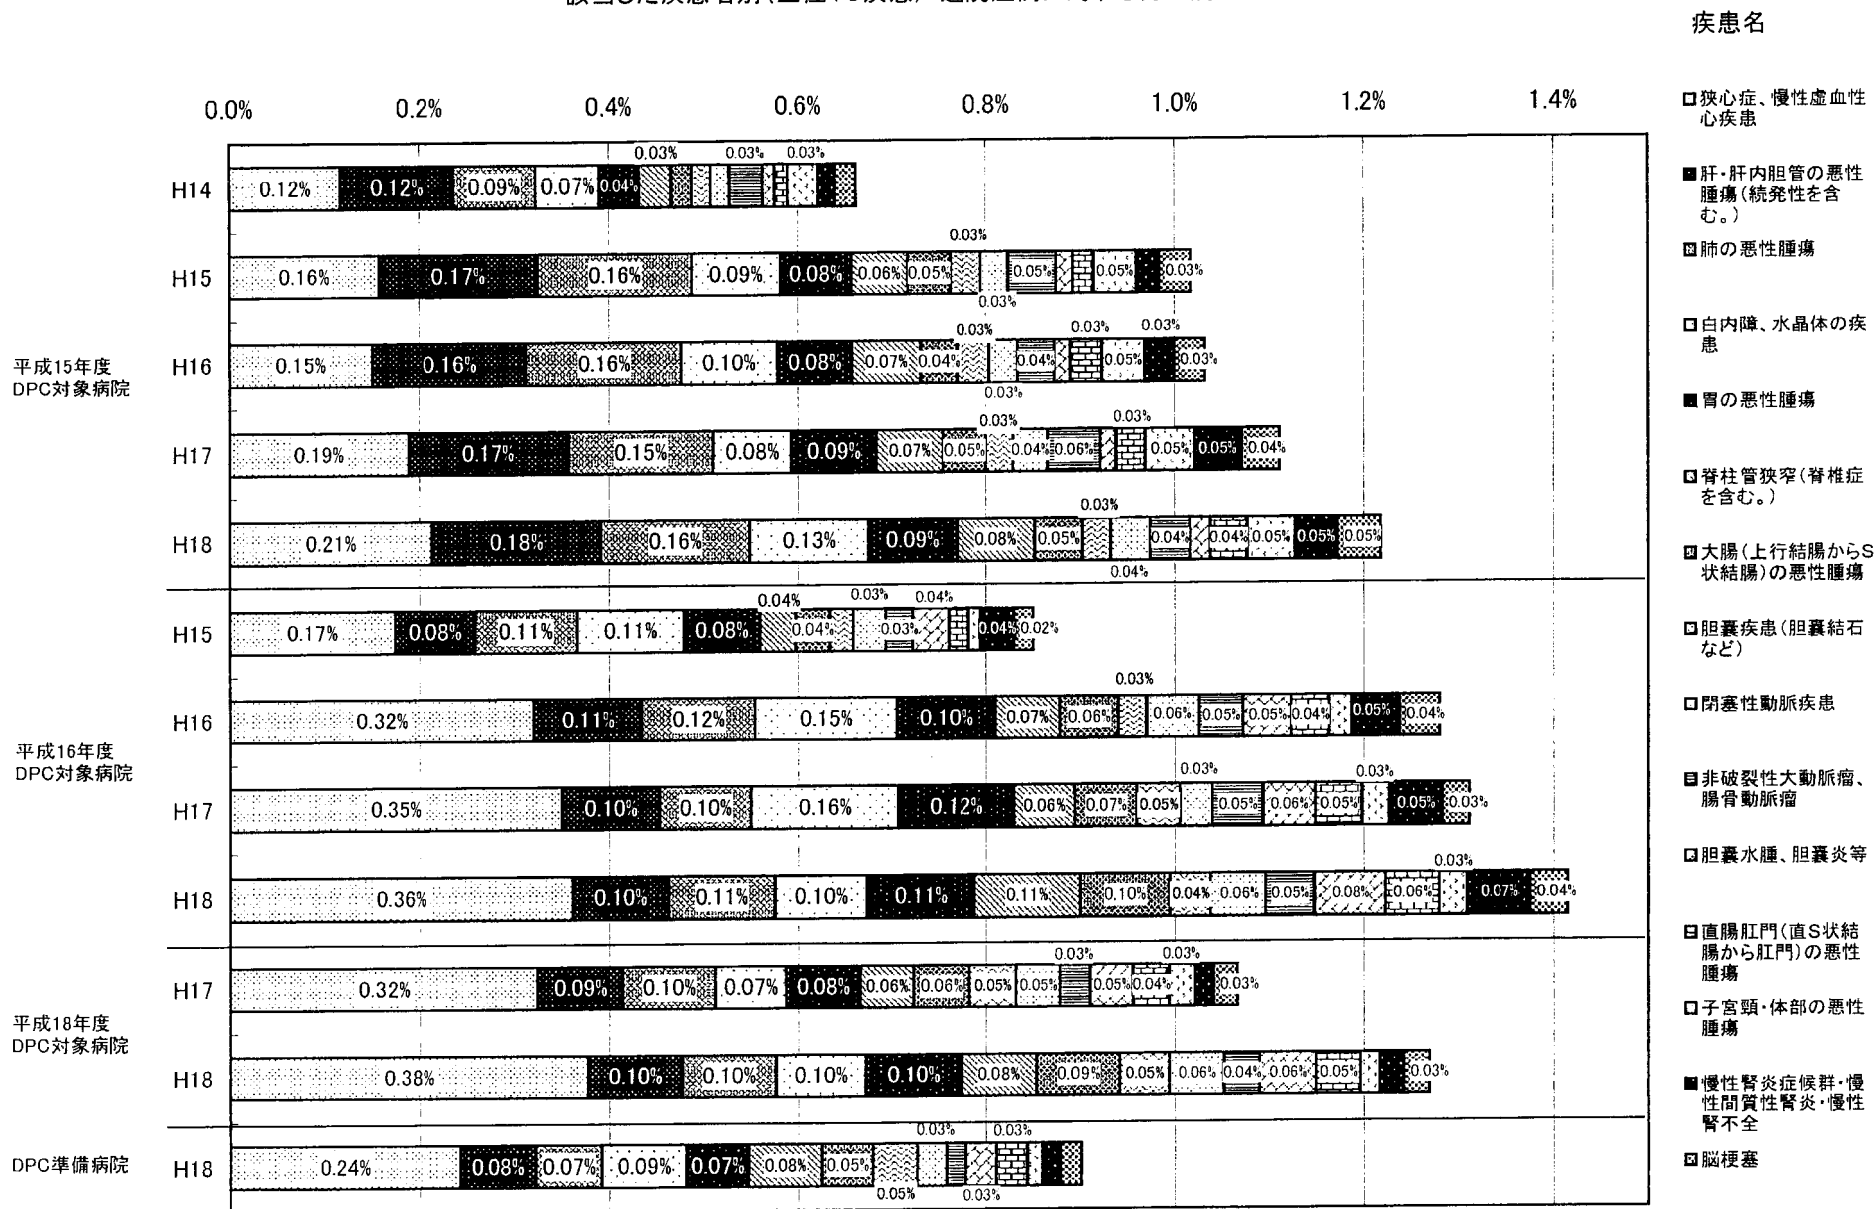 該当した疾患名別(上位15疾患)
疾患名
0.0% 0.2% 0.4% 0.6% 0.8% 1.0% 1.2% 1.4%
平成15年度
DPC対象病院
H14 0.12% 0.12% 0.09% 0.07% 0.04% 0.03% 0.03% 0.03%
H15 0.16% 0.17% 0.16% 0.09% 0.08% 0.06% 0.05% 0.03% 0.03% 0.05% 0.05% 0.03%
H16 0.15% 0.16% 0.16% 0.10% 0.08% 0.07% 0.04% 0.03% 0.03% 0.04% 0.03% 0.05% 0.03% 0.03%
H17 0.19% 0.17% 0.15% 0.08% 0.09% 0.07% 0.05% 0.03% 0.04% 0.06% 0.03% 0.05% 0.05% 0.04%
H18 0.21% 0.18% 0.16% 0.13% 0.09% 0.08% 0.05% 0.03% 0.04% 0.04% 0.04% 0.05% 0.05% 0.05%
平成16年度
DPC対象病院
H15 0.17% 0.08% 0.11% 0.11% 0.08% 0.04% 0.04% 0.03% 0.03% 0.04% 0.04% 0.02%
H16 0.32% 0.11% 0.12% 0.15% 0.10% 0.07% 0.06% 0.03% 0.06% 0.05% 0.05% 0.04% 0.05% 0.04%
H17 0.35% 0.10% 0.10% 0.16% 0.12% 0.06% 0.07% 0.05% 0.03% 0.05% 0.06% 0.05% 0.03% 0.05% 0.03%
H18 0.36% 0.10% 0.11% 0.10% 0.11% 0.11% 0.10% 0.04% 0.06% 0.05% 0.08% 0.06% 0.03% 0.07% 0.04%
平成18年度
DPC対象病院
H17 0.32% 0.09% 0.10% 0.07% 0.08% 0.06% 0.06% 0.05% 0.05% 0.03% 0.05% 0.04% 0.03% 0.03%
H18 0.38% 0.10% 0.10% 0.10% 0.10% 0.08% 0.09% 0.05% 0.06% 0.04% 0.06% 0.05% 0.03%
DPC準備病院
H18 0.24% 0.08% 0.07% 0.09% 0.07% 0.08% 0.05% 0.05% 0.03% 0.03% 0.03%
狭心症、慢性虚血性
心疾患
肝・肝内胆管の悪性
腫瘍(続発性を含
む。)
肺の悪性腫瘍
白内障、水晶体の疾
患
胃の悪性腫瘍
脊柱管狭窄(脊椎症
を含む。)
大腸(上行結腸からS
状結腸)の悪性腫瘍
胆嚢疾患(胆嚢結石
など)
閉塞性動脈疾患
非破裂性大動脈瘤、
腸骨動脈瘤
胆嚢水腫、胆嚢炎等
直腸肛門(直S状結
腸から肛門)の悪性
腫瘍
子宮頸・体部の悪性
腫瘍
慢性腎炎症候群・慢
性間質性腎炎・慢性
腎不全
脳梗塞